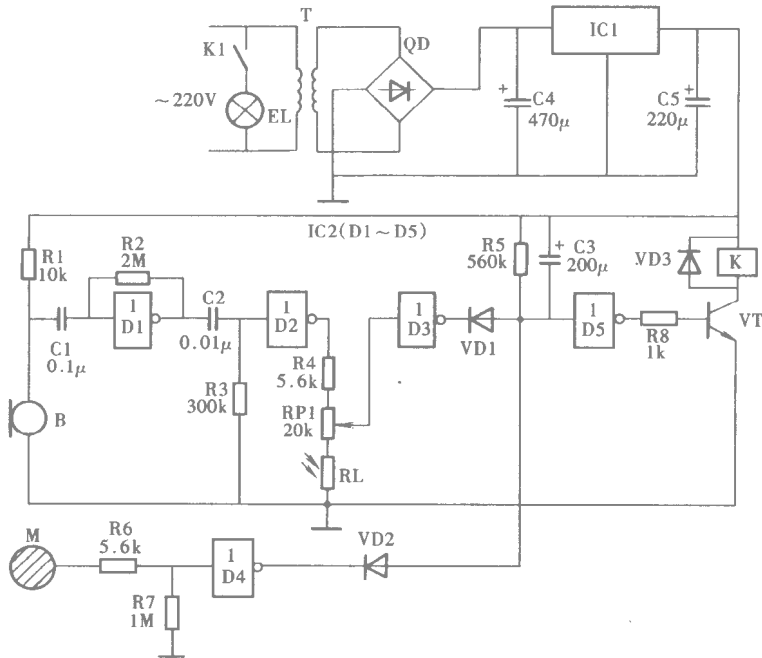 T
K1
QD
IC1
~220V
EL
+
C4
470μ
C5
220μ
+
IC2(D1~D5)
R1
10k
R2
2M
R5
560k
+
C3
200μ
VD3
K
C1
0.1μ
1
D1
C2
0.01μ
1
D2
1
D3
VD1
1
D5
R8
1k
VT
R3
300k
R4
5.6k
RP1
20k
RL
B
M
R6
5.6k
1
D4
VD2
R7
1M